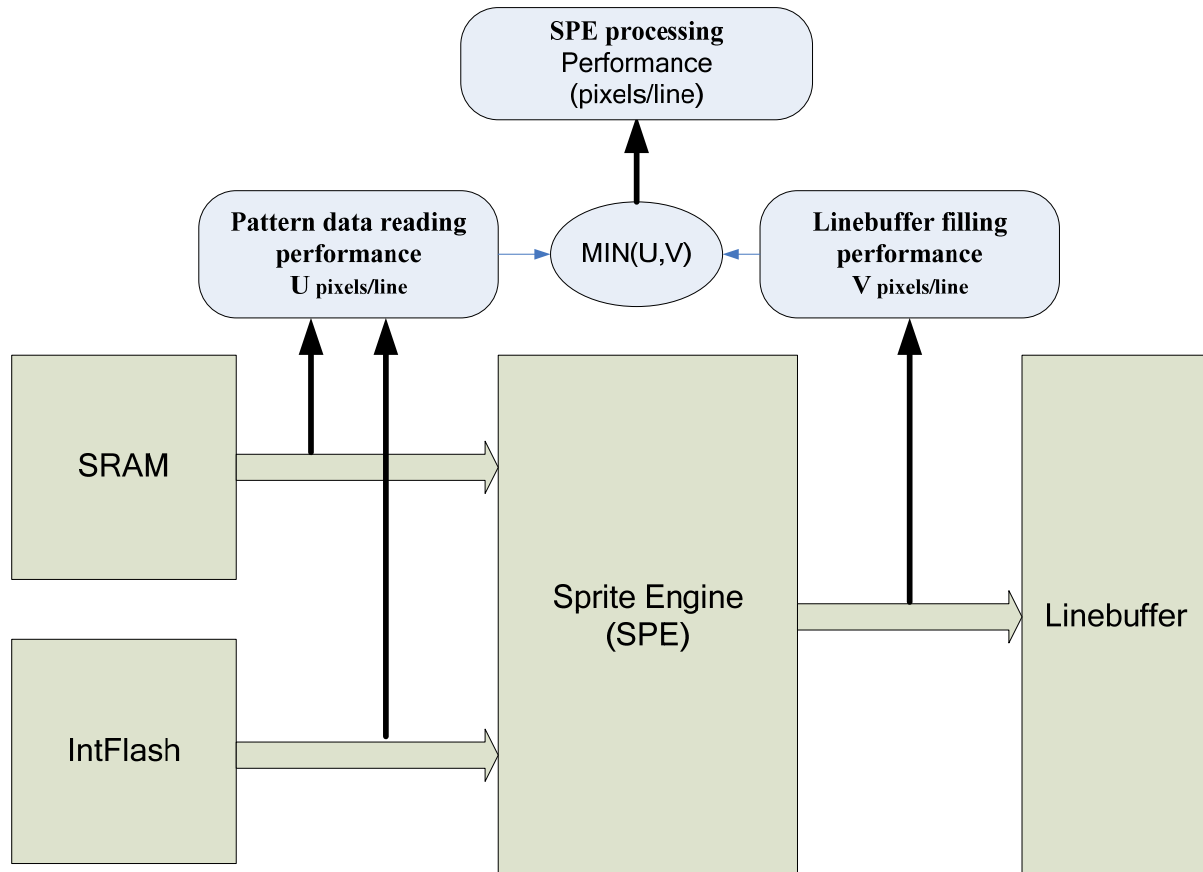 SPE processing
Performance
(pixels/line)
Pattern data reading
performance
U pixels/line
MIN(U,V)
Linebuffer filling
performance
V pixels/line
SRAM
Sprite Engine
(SPE)
Linebuffer
IntFlash